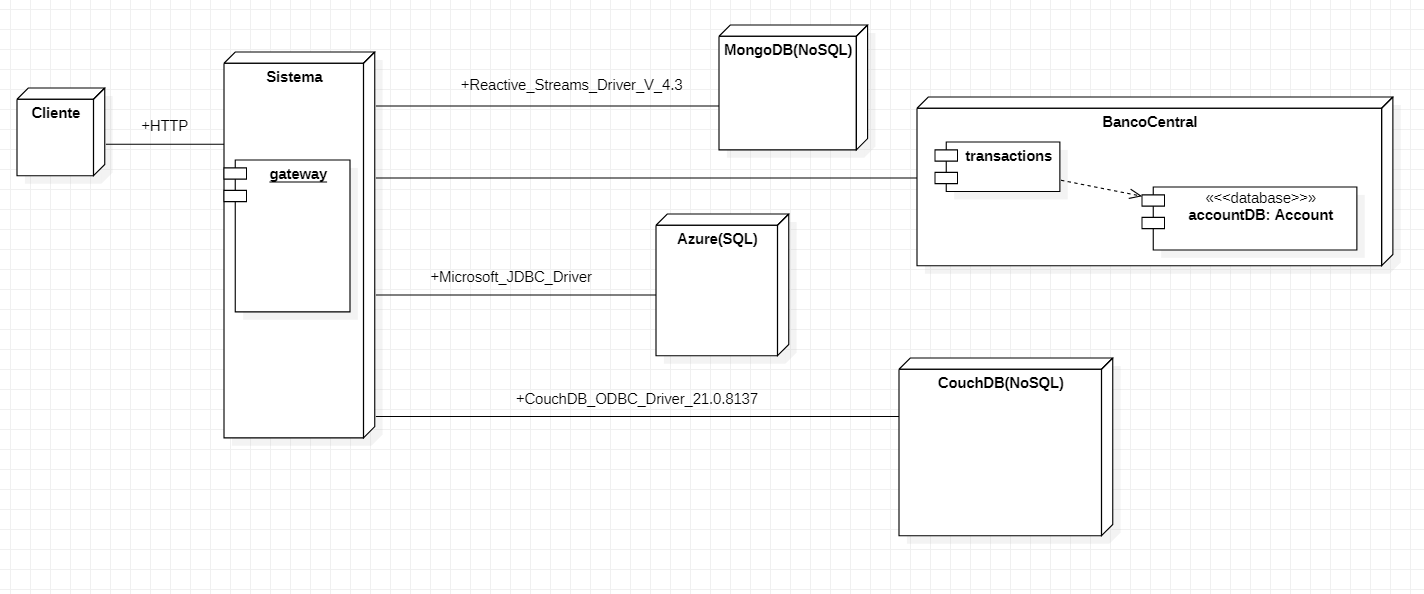 Cliente
+HTTP
Sistema
gateway
+Reactive_Streams_Driver_V_4.3
MongoDB(NoSQL)
BancoCentral
transactions
«<<database>>»
accountDB: Account
Azure(SQL)
+Microsoft_JDBC_Driver
+CouchDB_ODBC_Driver_21.0.8137
CouchDB(NoSQL)